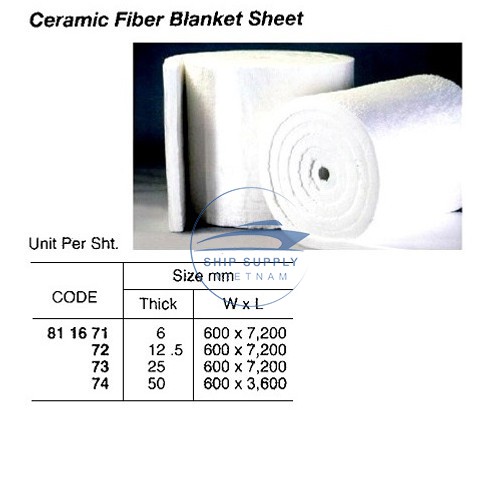 Ceramic Fiber Blanket Sheet
SHIP SUPPLY
VIETNAM
Unit Per Sht.
CODE
Size mm
Thick W x L
81 16 71 6 600 x 7,200
72 12 .5 600 x 7,200
73 25 600 x 7,200
74 50 600 x 3,600